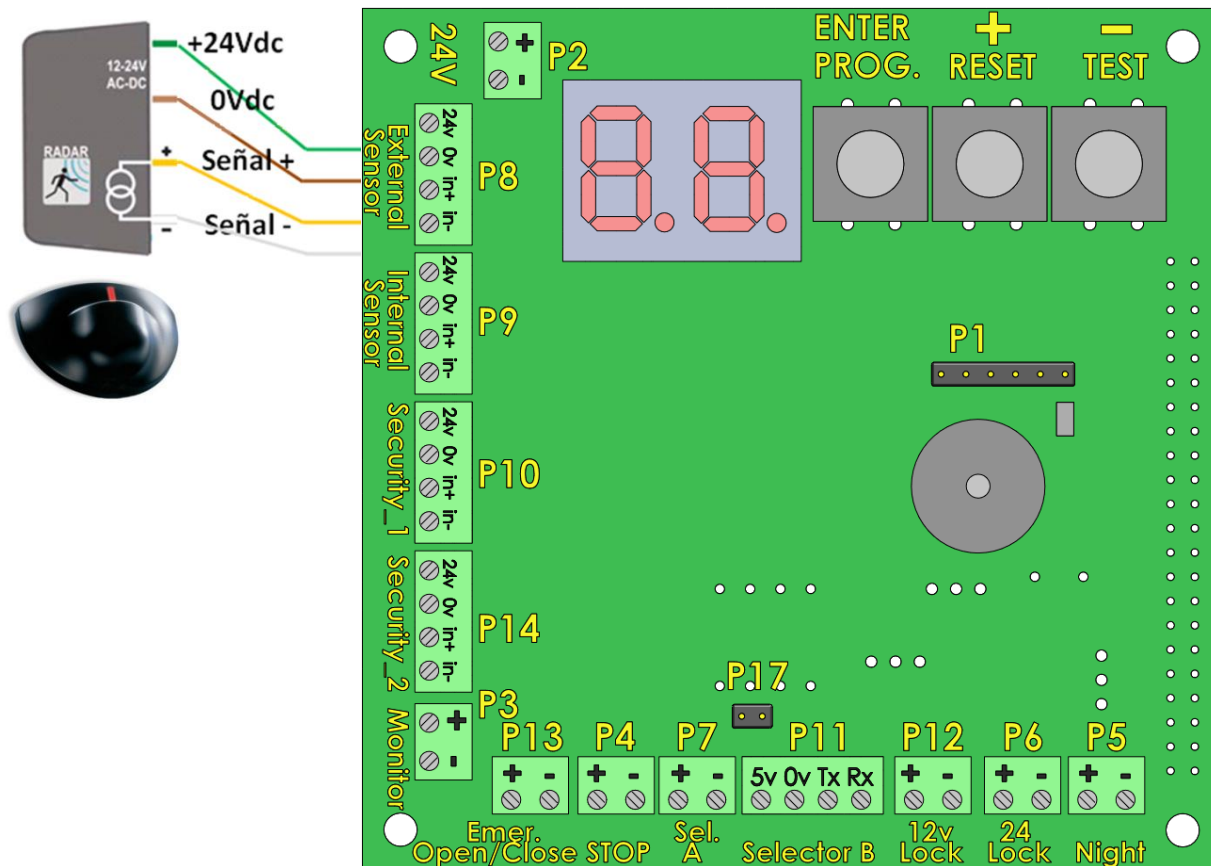 +24Vdc
12-24V
AC-DC
0Vdc
RADAR
+
Señal +
-
Señal -
24V
+
-
P2
ENTER
PROG.
+
RESET
-
TEST
8.8.
External
Sensor
24v
0v
in+
in-
P8
Internal
Sensor
24v
0v
in+
in-
P9
P1
Security_1
24v
0v
in+
in-
P10
Security_2
24v
0v
in+
in-
P14
Monitor
+
-
P3
P17
P13
P4
P7
P11
P12
P6
P5
+ -
+ -
+ -
5v 0v Tx Rx
+ -
+ -
+ -
Emer.
Open/Close
STOP
Sel.
A
Selector B
12v
Lock
24
Lock
Night